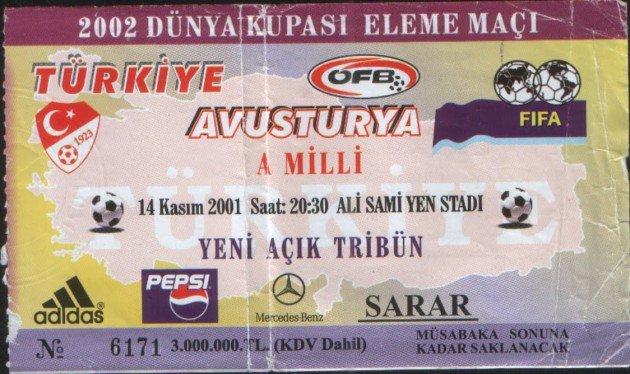 2002 DÜNYA KUPASI ELEME MAÇI
TÜRKİYE
ÖFB
FIFA
1923
AVUSTURYA
A MİLLİ
TÜRKİYE
14 Kasım 2001 Saat: 20:30 ALİ SAMİ YEN STADI
YENİ AÇIK TRİBÜN
adidas
PEPSI
Mercedes-Benz
SARAR
№ 6171 3.000.000.TL. (KDV Dahil)
MÜSABAKA SONUNA
KADAR SAKLANACAK